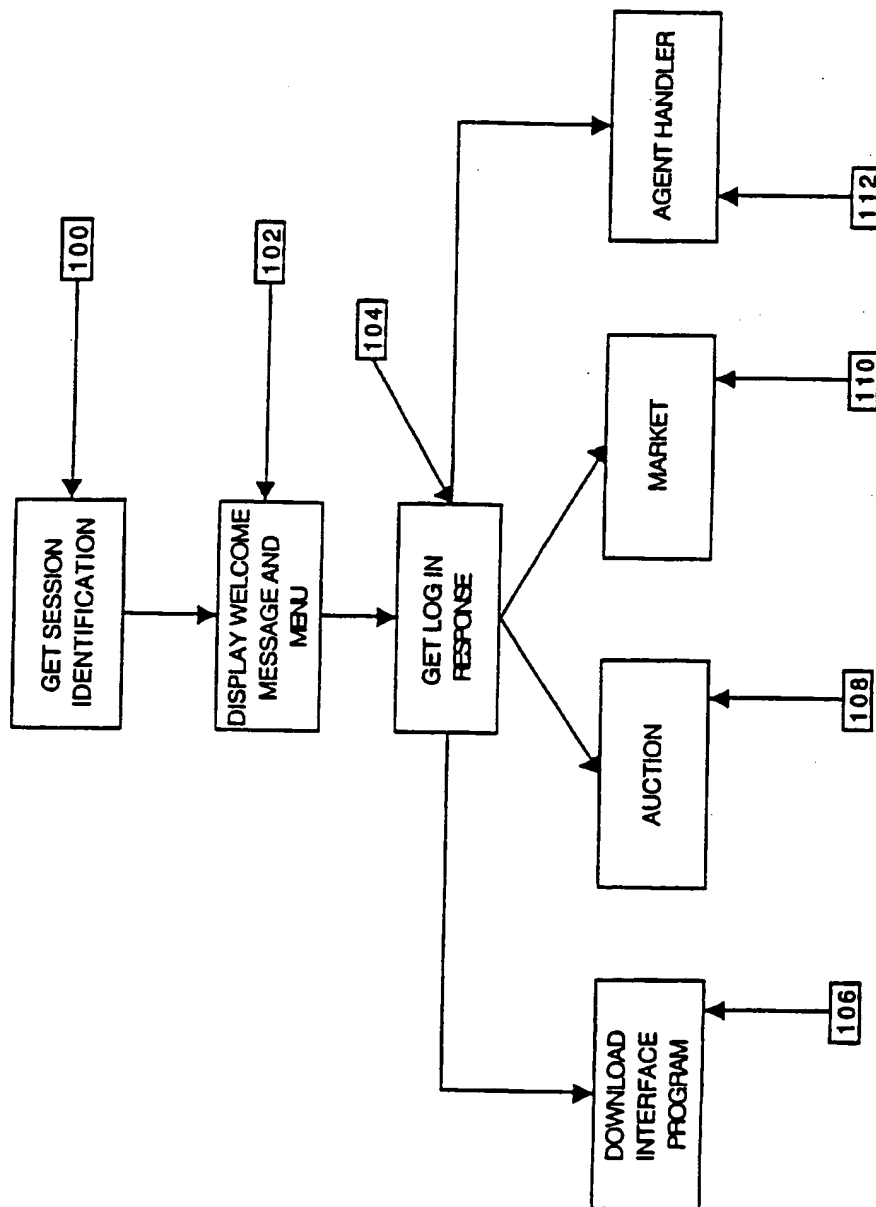 GET SESSION
IDENTIFICATION
100
DISPLAY WELCOME
MESSAGE AND
MENU
102
GET LOG IN
RESPONSE
104
DOWNLOAD
INTERFACE
PROGRAM
106
AUCTION
108
MARKET
110
AGENT HANDLER
112